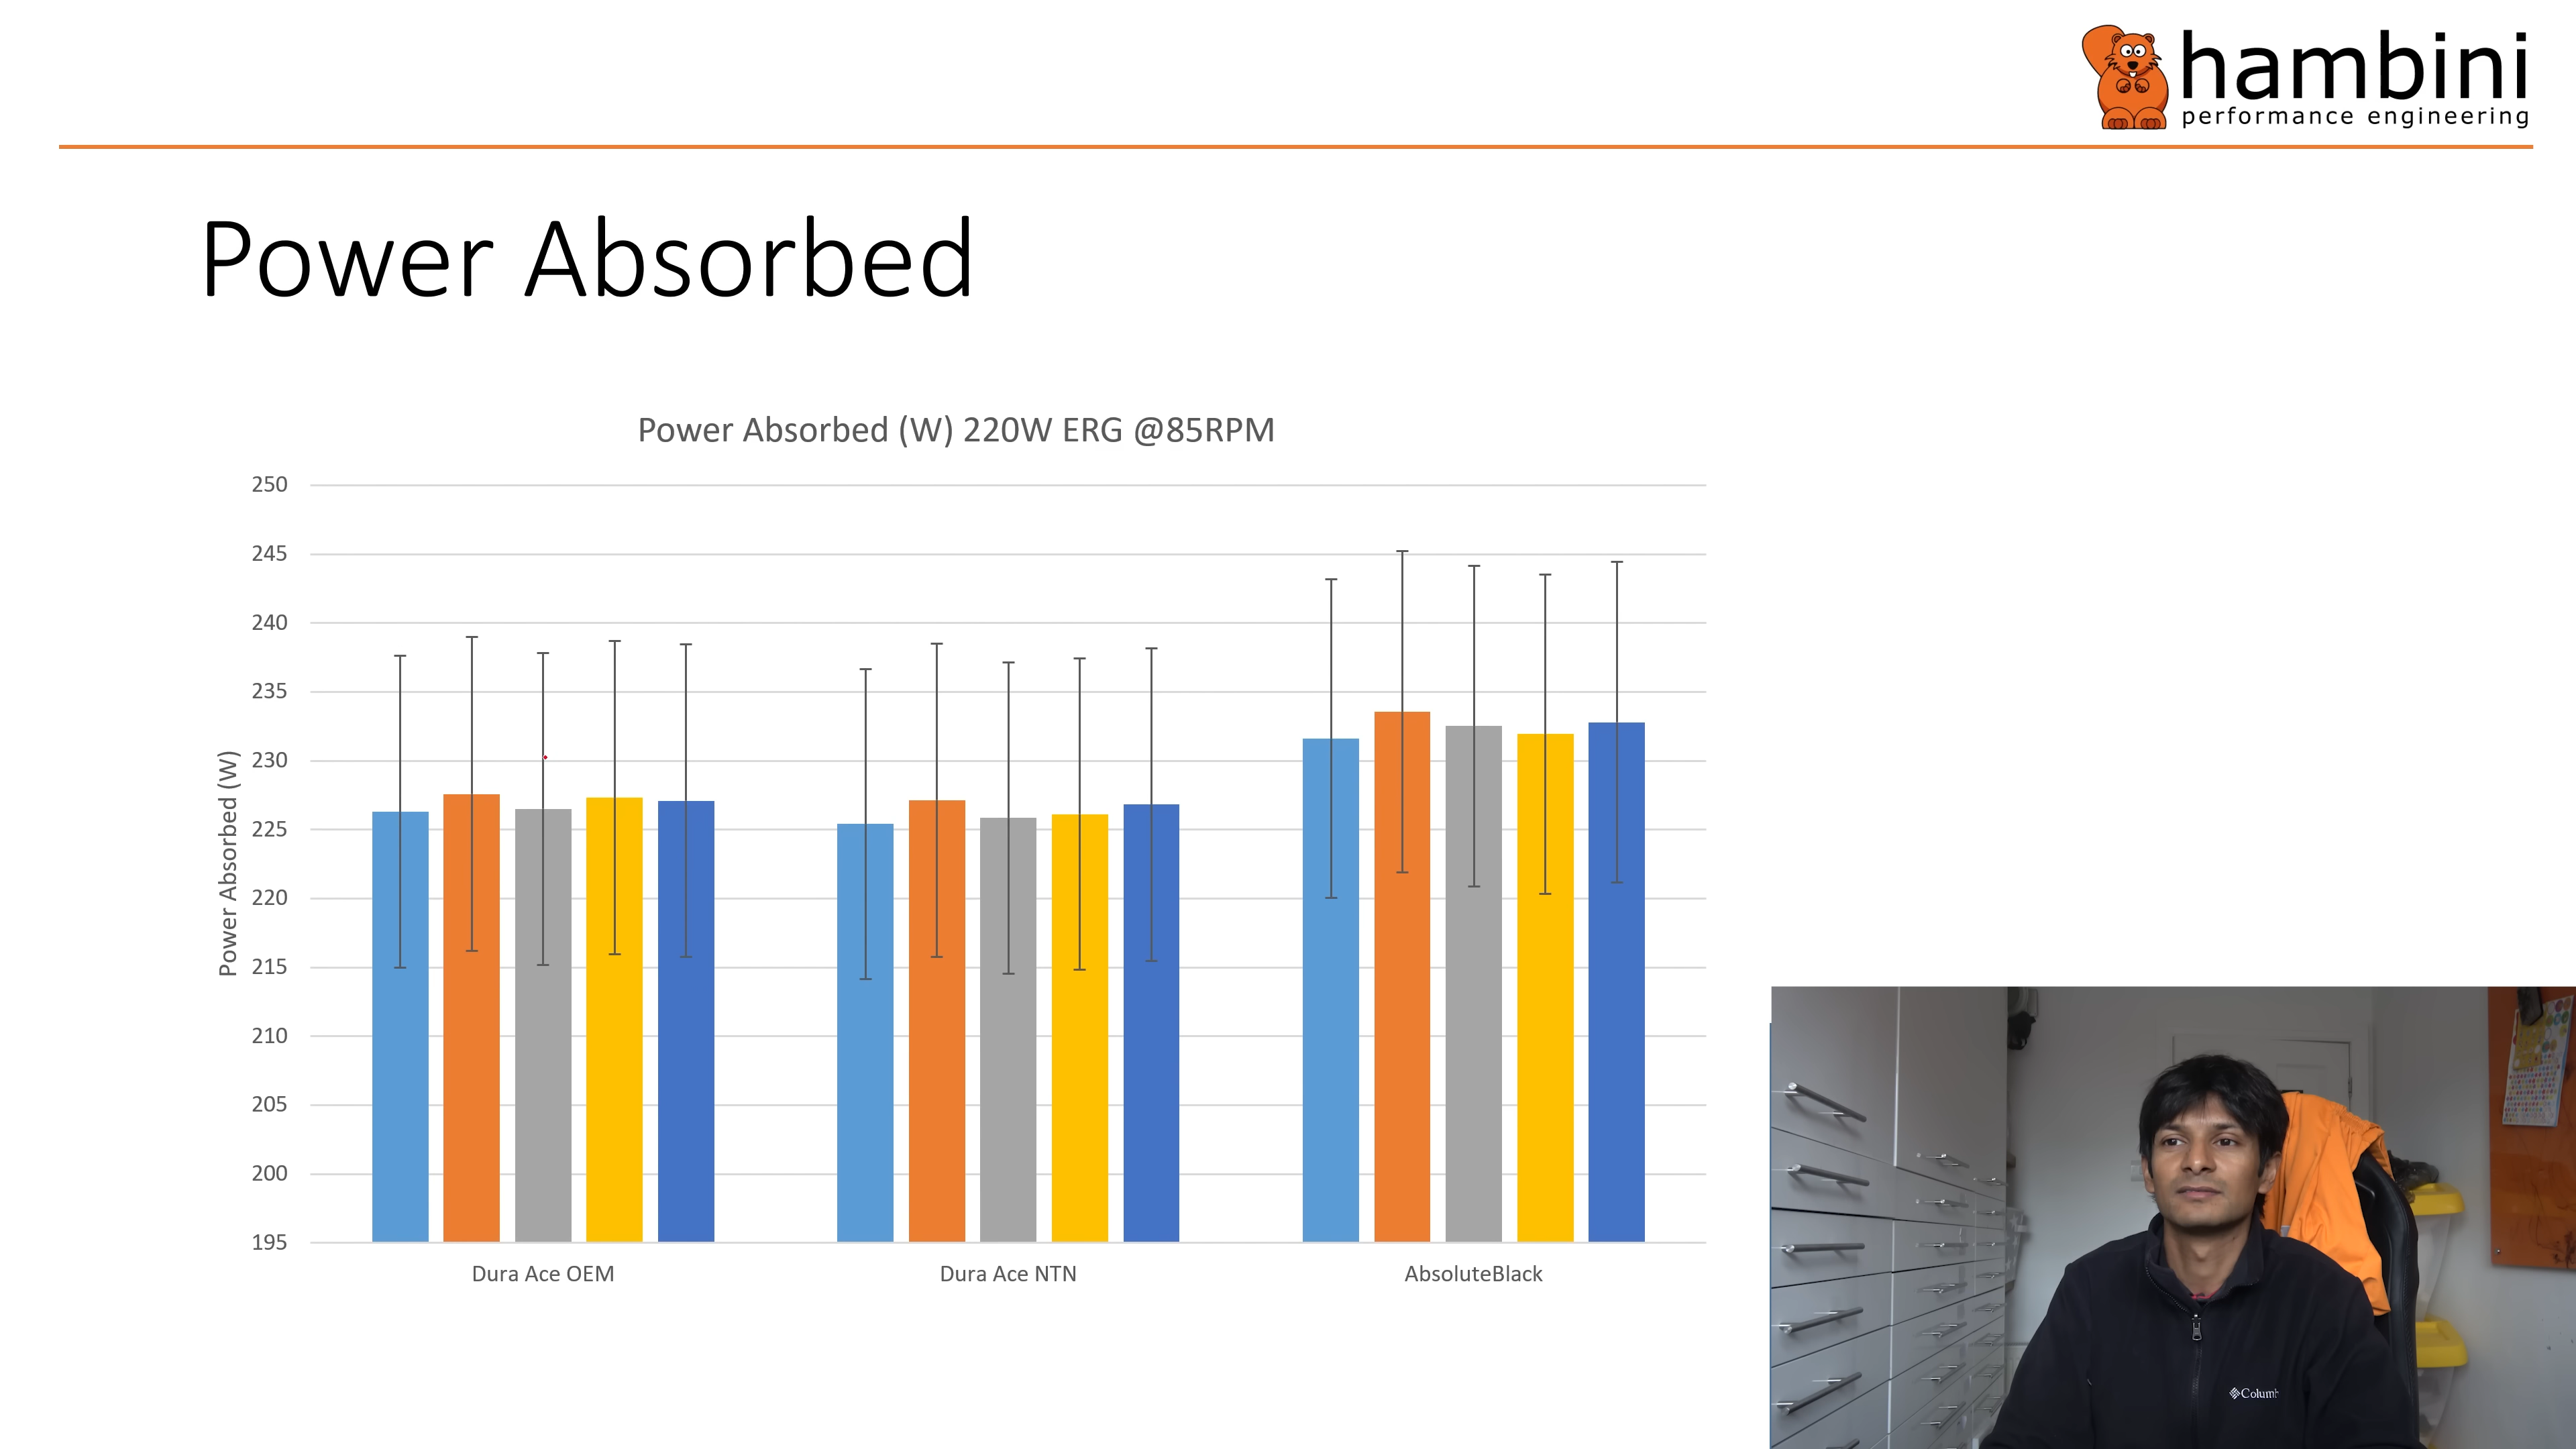 hambini
performance engineering
Power Absorbed
Power Absorbed (W) 220W ERG @85RPM
Power Absorbed (W)
250
245
240
235
230
225
220
215
210
205
200
195
Dura Ace OEM
Dura Ace NTN
AbsoluteBlack
Columb